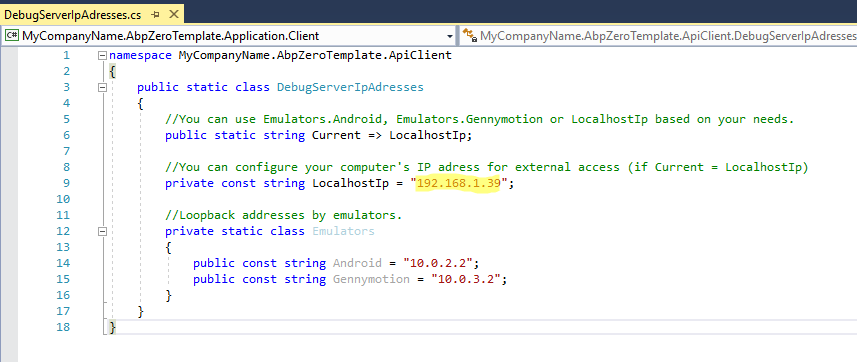 DebugServerIpAdresses.cs
C# MyCompanyName.AbpZeroTemplate.Application.Client
MyCompanyName.AbpZeroTemplate.ApiClient.DebugServerIpAdresses
1 namespace MyCompanyName.AbpZeroTemplate.ApiClient
2 {
3 public static class DebugServerIpAdresses
4 {
5 //You can use Emulators.Android, Emulators.Gennymotion or LocalhostIp based on your needs.
6 public static string Current => LocalhostIp;
7
8 //You can configure your computer's IP adress for external access (if Current = LocalhostIp)
9 private const string LocalhostIp = "192.168.1.39";
10
11 //Loopback addresses by emulators.
12 private static class Emulators
13 {
14 public const string Android = "10.0.2.2";
15 public const string Gennymotion = "10.0.3.2";
16 }
17 }
18 }